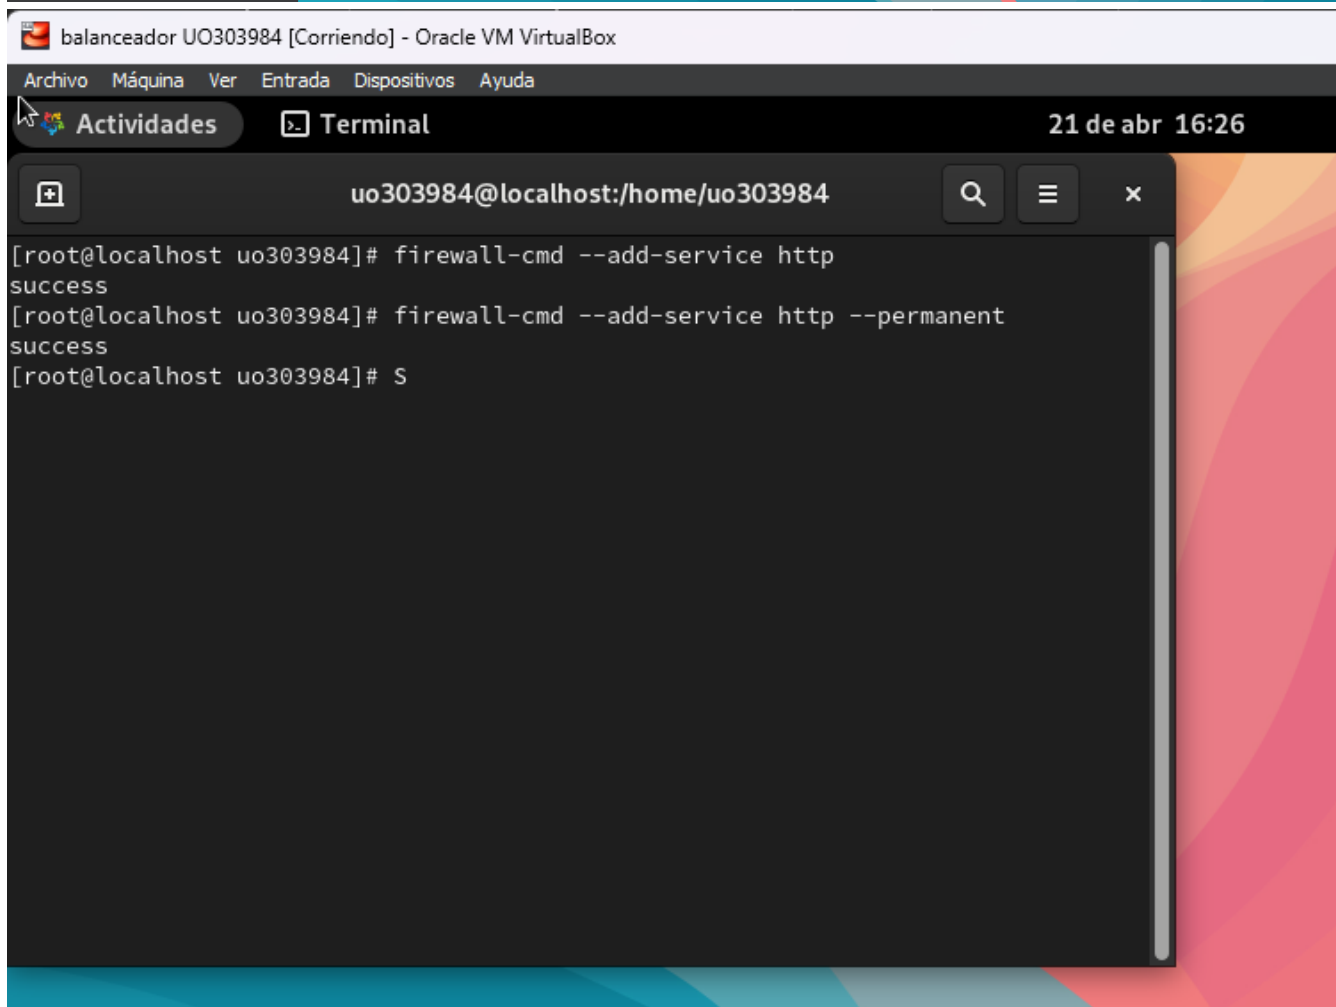 balanceador UO303984 [Corriendo] - Oracle VM VirtualBox
Archivo Máquina Ver Entrada Dispositivos Ayuda
Actividades Terminal 21 de abr 16:26
uo303984@localhost:/home/uo303984
[root@localhost uo303984]# firewall-cmd --add-service http
success
[root@localhost uo303984]# firewall-cmd --add-service http --permanent
success
[root@localhost uo303984]# S